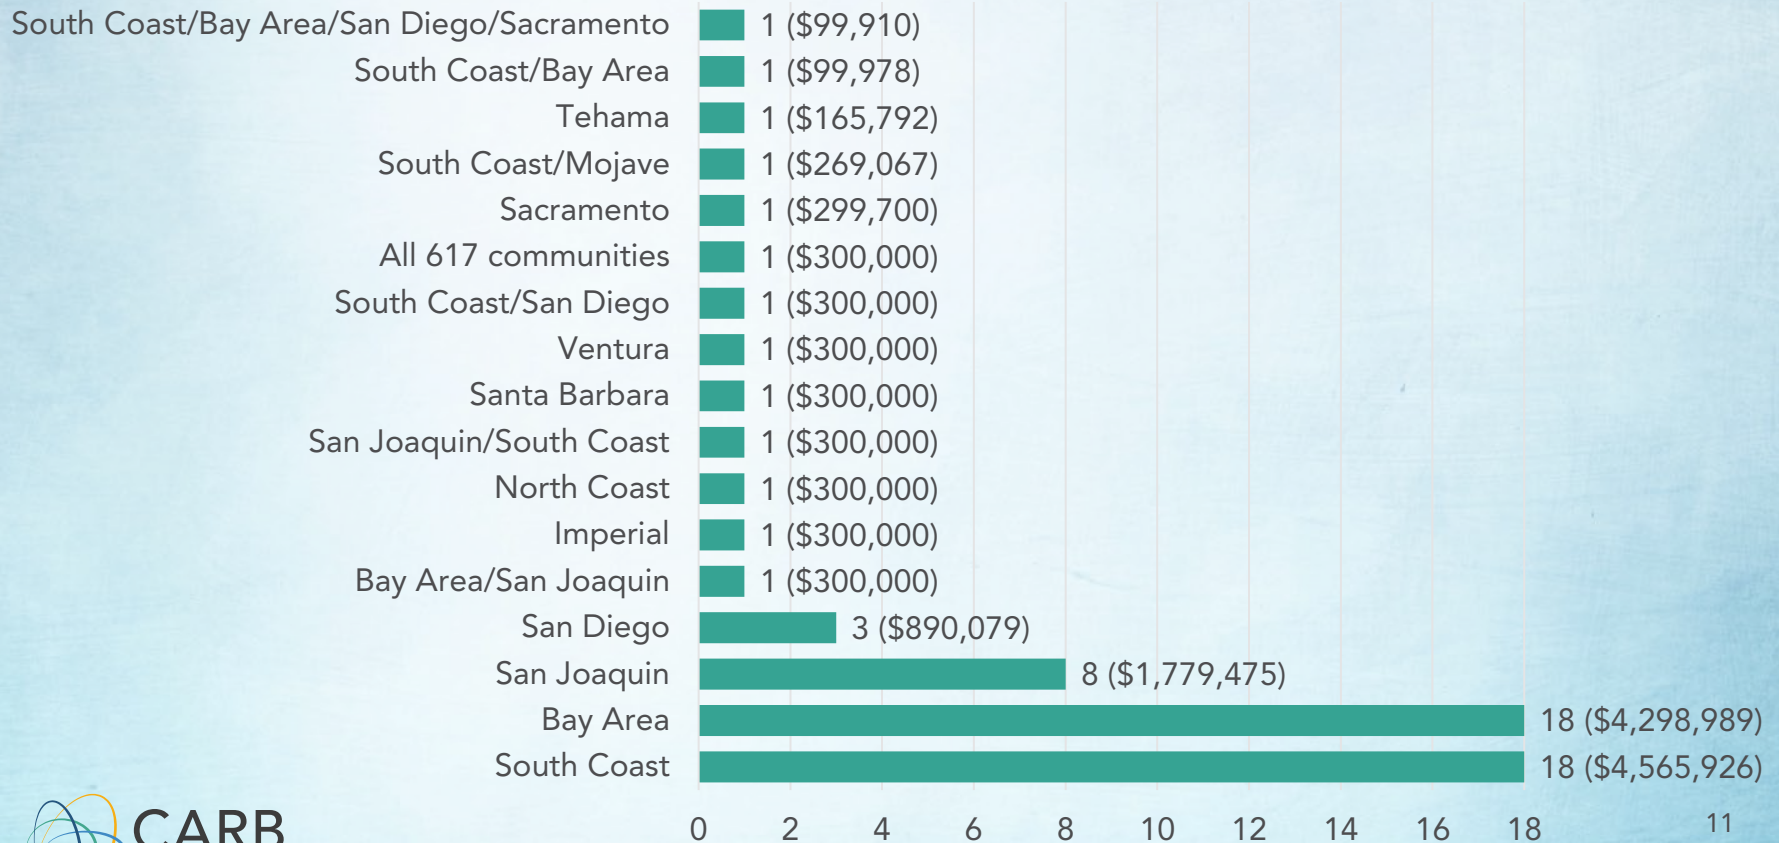 South Coast/Bay Area/San Diego/Sacramento 1 ($99,910)
South Coast/Bay Area 1 ($99,978)
Tehama 1 ($165,792)
South Coast/Mojave 1 ($269,067)
Sacramento 1 ($299,700)
All 617 communities 1 ($300,000)
South Coast/San Diego 1 ($300,000)
Ventura 1 ($300,000)
Santa Barbara 1 ($300,000)
San Joaquin/South Coast 1 ($300,000)
North Coast 1 ($300,000)
Imperial 1 ($300,000)
Bay Area/San Joaquin 1 ($300,000)
San Diego 3 ($890,079)
San Joaquin 8 ($1,779,475)
Bay Area 18 ($4,298,989)
South Coast 18 ($4,565,926)
0 2 4 6 8 10 12 14 16 18
CARB
11